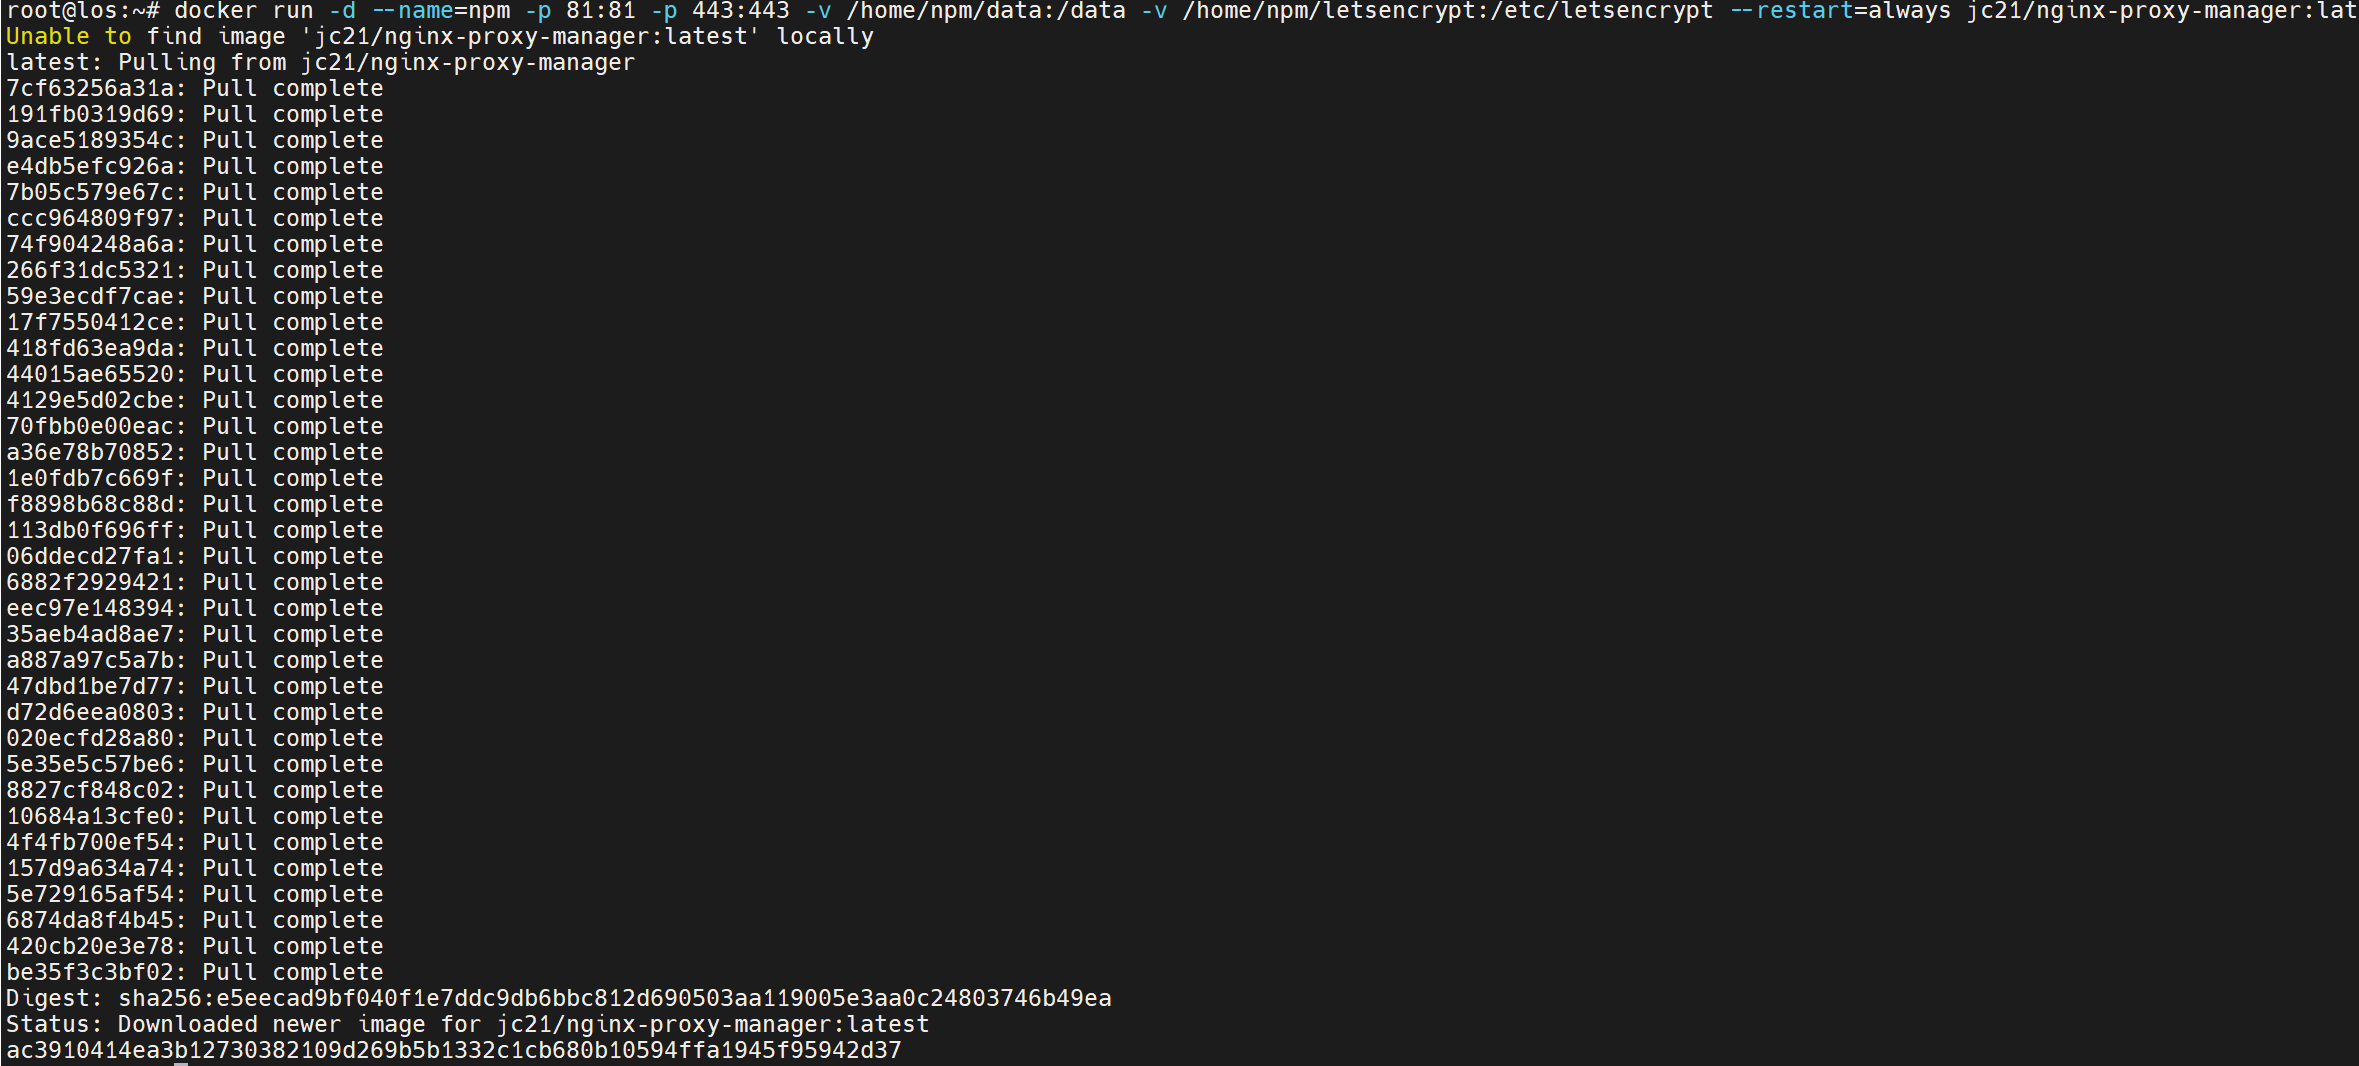 root@los:~# docker run -d --name=npm -p 81:81 -p 443:443 -v /home/npm/data:/data -v /home/npm/letsencrypt:/etc/letsencrypt --restart=always jc21/nginx-proxy-manager:lat
Unable to find image 'jc21/nginx-proxy-manager:latest' locally
latest: Pulling from jc21/nginx-proxy-manager
7cf63256a31a: Pull complete
191fb0319d69: Pull complete
9ace5189354c: Pull complete
e4db5efc926a: Pull complete
7b05c579e67c: Pull complete
ccc964809f97: Pull complete
74f904248a6a: Pull complete
266f31dc5321: Pull complete
59e3ecdf7cae: Pull complete
17f7550412ce: Pull complete
418fd63ea9da: Pull complete
44015ae65520: Pull complete
4129e5d02cbe: Pull complete
70fbb0e00eac: Pull complete
a36e78b70852: Pull complete
1e0fdb7c669f: Pull complete
f8898b68c88d: Pull complete
113db0f696ff: Pull complete
06ddecd27fa1: Pull complete
6882f2929421: Pull complete
eec97e148394: Pull complete
35aeb4ad8ae7: Pull complete
a887a97c5a7b: Pull complete
47dbd1be7d77: Pull complete
d72d6eea0803: Pull complete
020ecfd28a80: Pull complete
5e35e5c57be6: Pull complete
8827cf848c02: Pull complete
10684a13cfe0: Pull complete
4f4fb700ef54: Pull complete
157d9a634a74: Pull complete
5e729165af54: Pull complete
6874da8f4b45: Pull complete
420cb20e3e78: Pull complete
be35f3c3bf02: Pull complete
Digest: sha256:e5eecad9bf040f1e7ddc9db6bbc812d690503aa119005e3aa0c24803746b49ea
Status: Downloaded newer image for jc21/nginx-proxy-manager:latest
ac3910414ea3b12730382109d269b5b1332c1cb680b10594ffa1945f95942d37